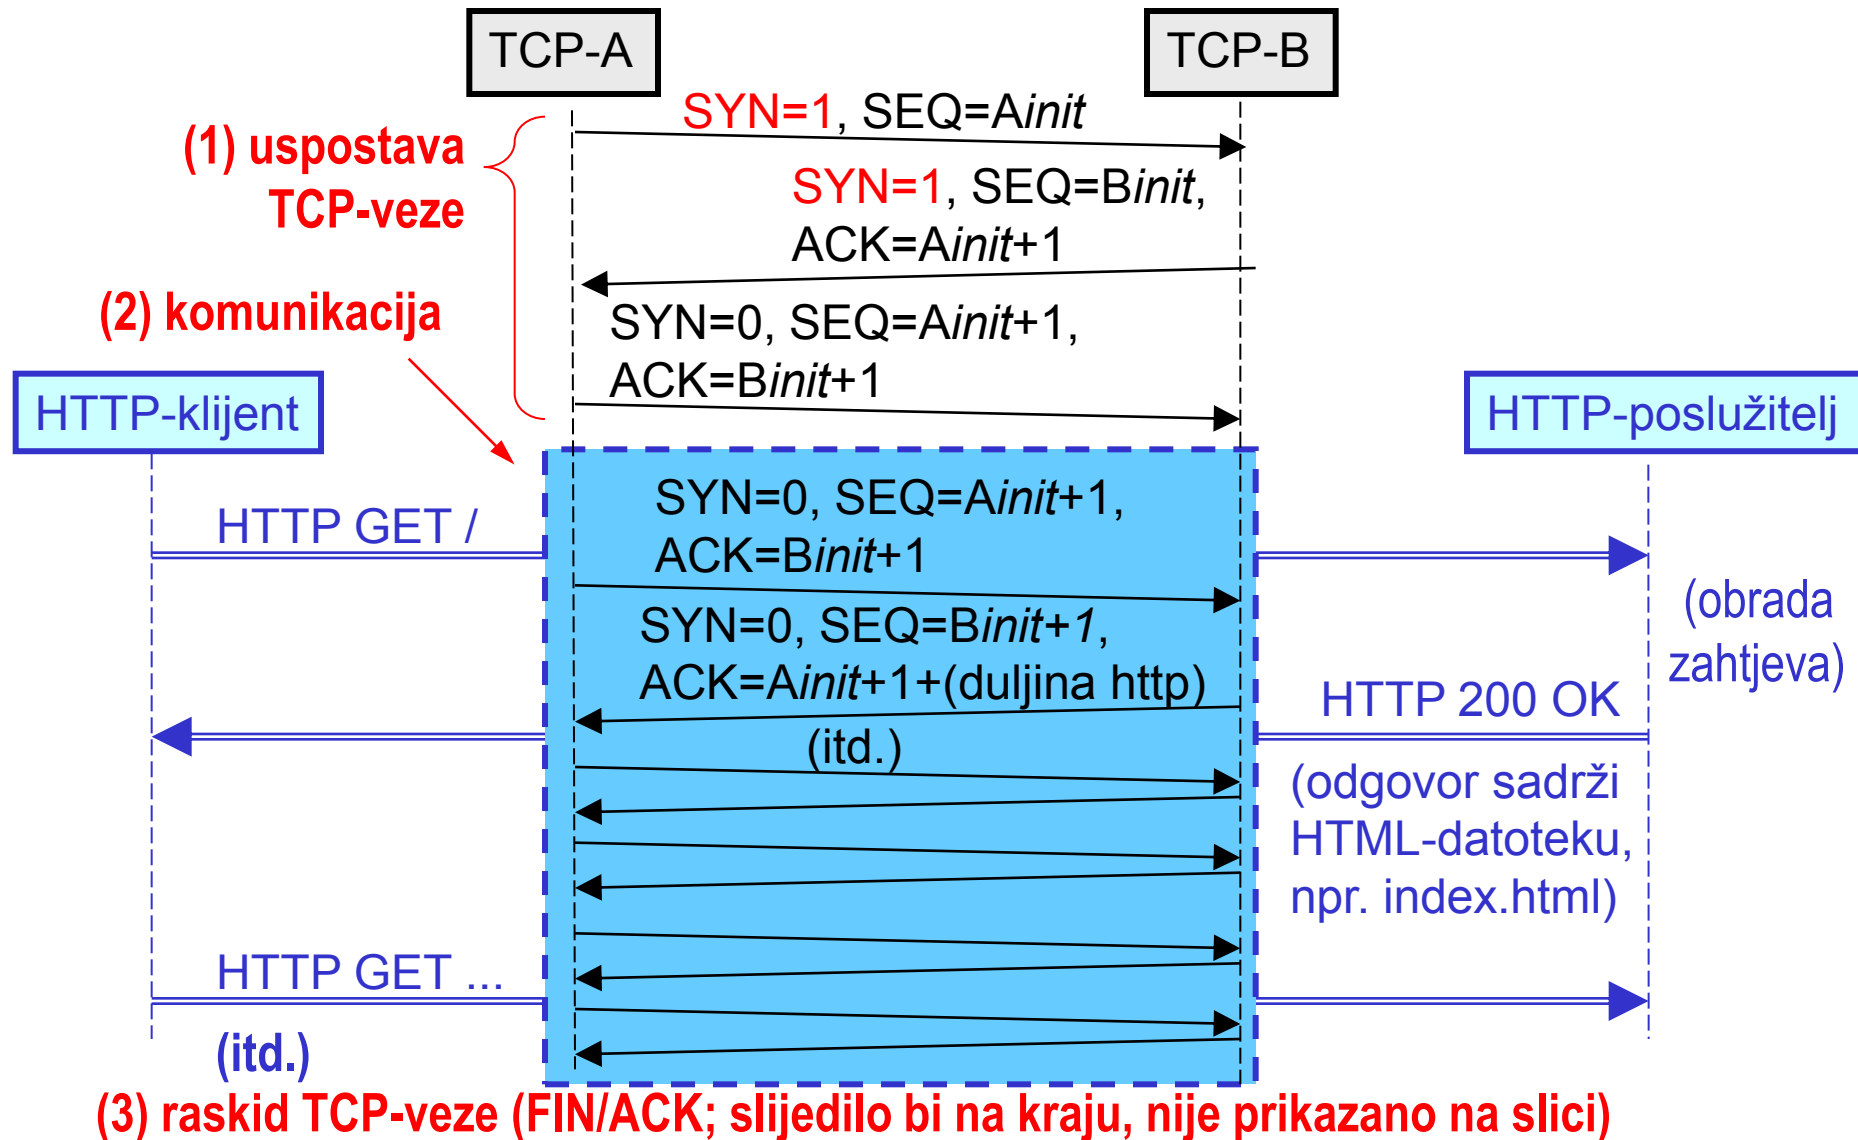 TCP-A
TCP-B
SYN=1, SEQ=Ainit
(1) uspostava
TCP-veze
SYN=1, SEQ=Binit,
ACK=Ainit+1
(2) komunikacija
SYN=0, SEQ=Ainit+1,
ACK=Binit+1
HTTP-klijent
HTTP-poslužitelj
HTTP GET /
SYN=0, SEQ=Ainit+1,
ACK=Binit+1
(obrada
zahtjeva)
SYN=0, SEQ=Binit+1,
ACK=Ainit+1+(duljina http)
HTTP 200 OK
(itd.)
(odgovor sadrži
HTML-datoteku,
npr. index.html)
HTTP GET ...
(itd.)
(3) raskid TCP-veze (FIN/ACK; slijedilo bi na kraju, nije prikazano na slici)